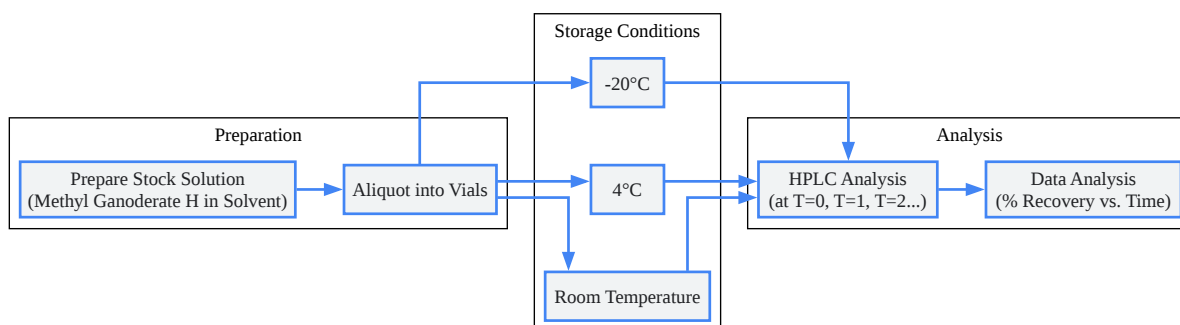 Storage Conditions
-20°C
Preparation
Prepare Stock Solution
(Methyl Ganoderate H in Solvent)
Aliquot into Vials
4°C
Room Temperature
Analysis
HPLC Analysis
(at T=0, T=1, T=2...)
Data Analysis
(% Recovery vs. Time)